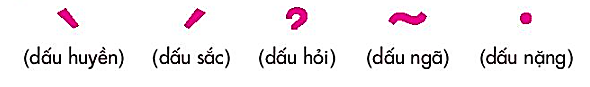 ` ´ ̉ ~ .
(dấu huyền) (dấu sắc) (dấu hỏi) (dấu ngã) (dấu nặng)